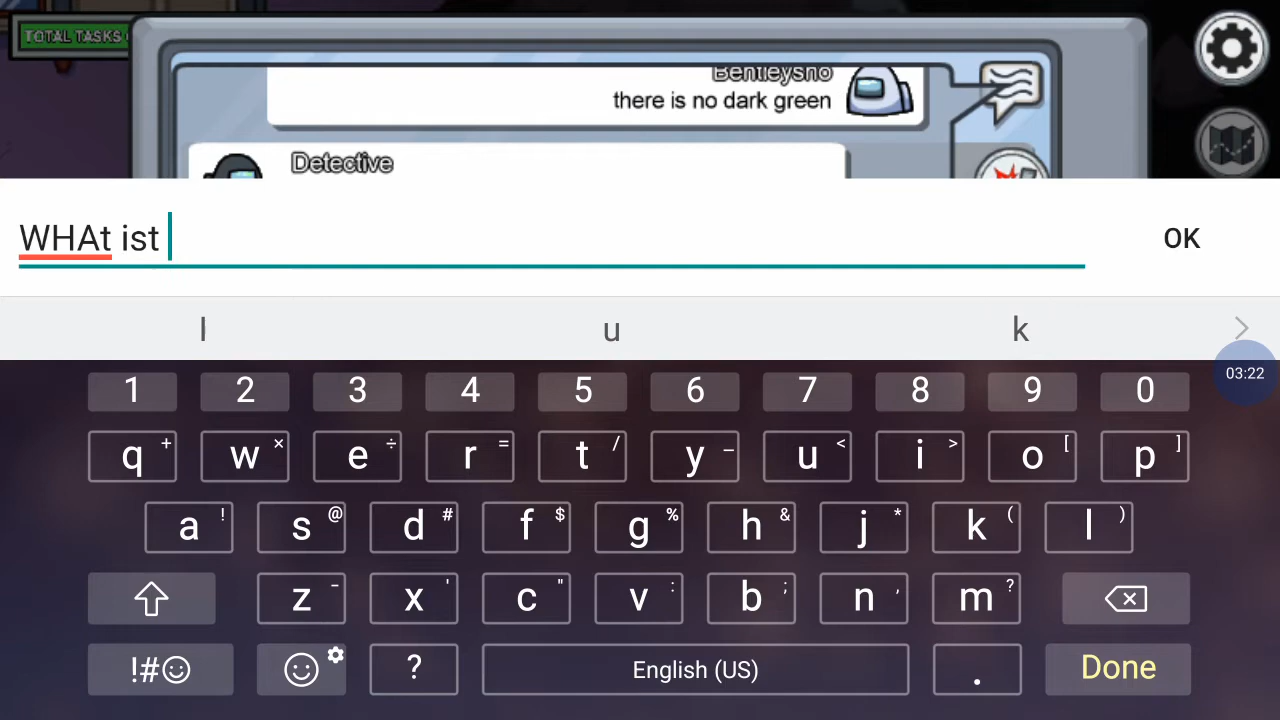 TOTAL TASKS
Bentleysno
there is no dark green
Detective
WHAt ist
OK
l u k
03:22
1 2 3 4 5 6 7 8 9 0
q + w × e ÷ r = t / y - u < i > o [ p ]
a ! s @ d # f $ g % h & j * k ( l )
z - x ' c " v : b ; n , m ?
!#☺ ? English (US) . Done